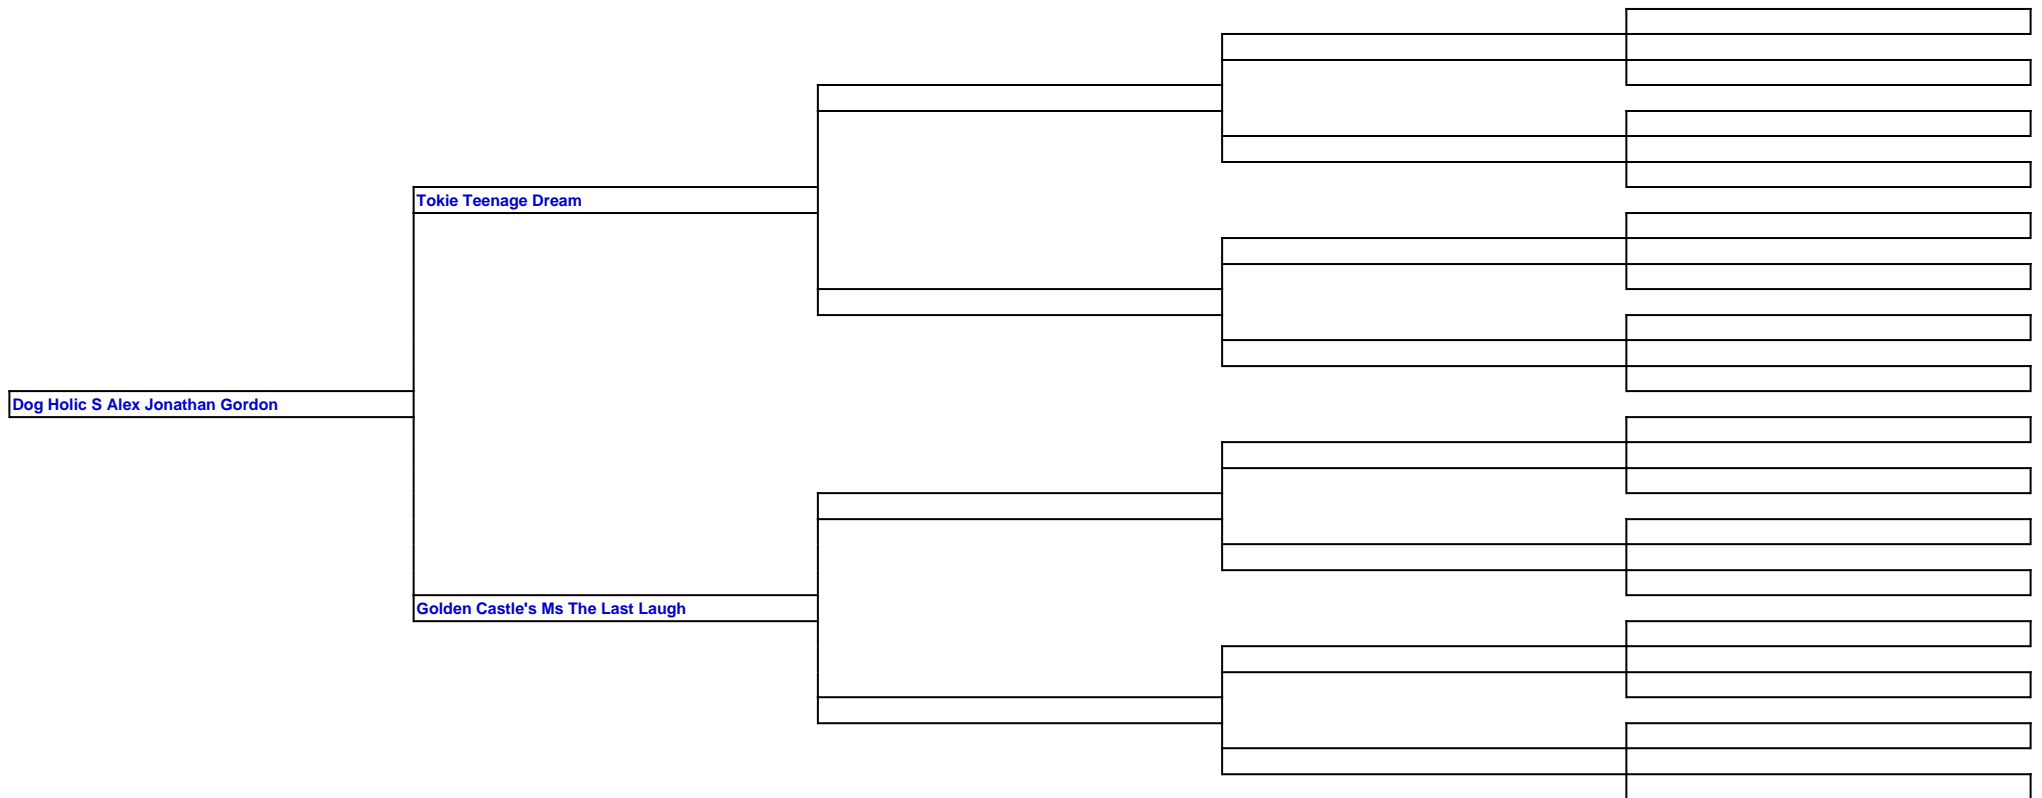 Tokie Teenage Dream
Dog Holic S Alex Jonathan Gordon
Golden Castle's Ms The Last Laugh